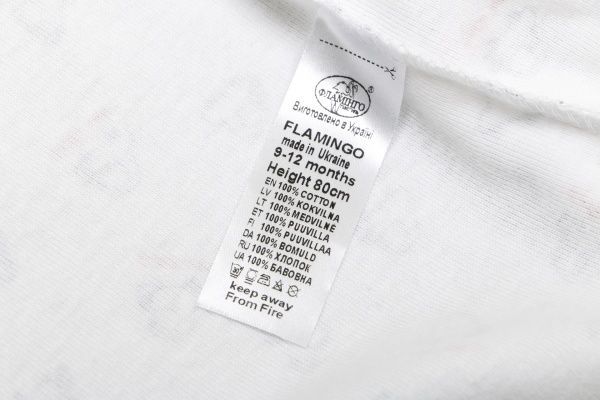 ФЛАМІНГО
®
Виготовлено в Україні
FLAMINGO
made in Ukraine
9-12 months
Height 80cm
EN 100% COTTON
LV 100% KOKVILNA
LT 100% MEDVILNE
ET 100% PUUVILLA
FI 100% PUUVILLAA
DA 100% BOMULD
RU 100% ХЛОПОК
UA 100% БАВОВНА
keep away
From Fire